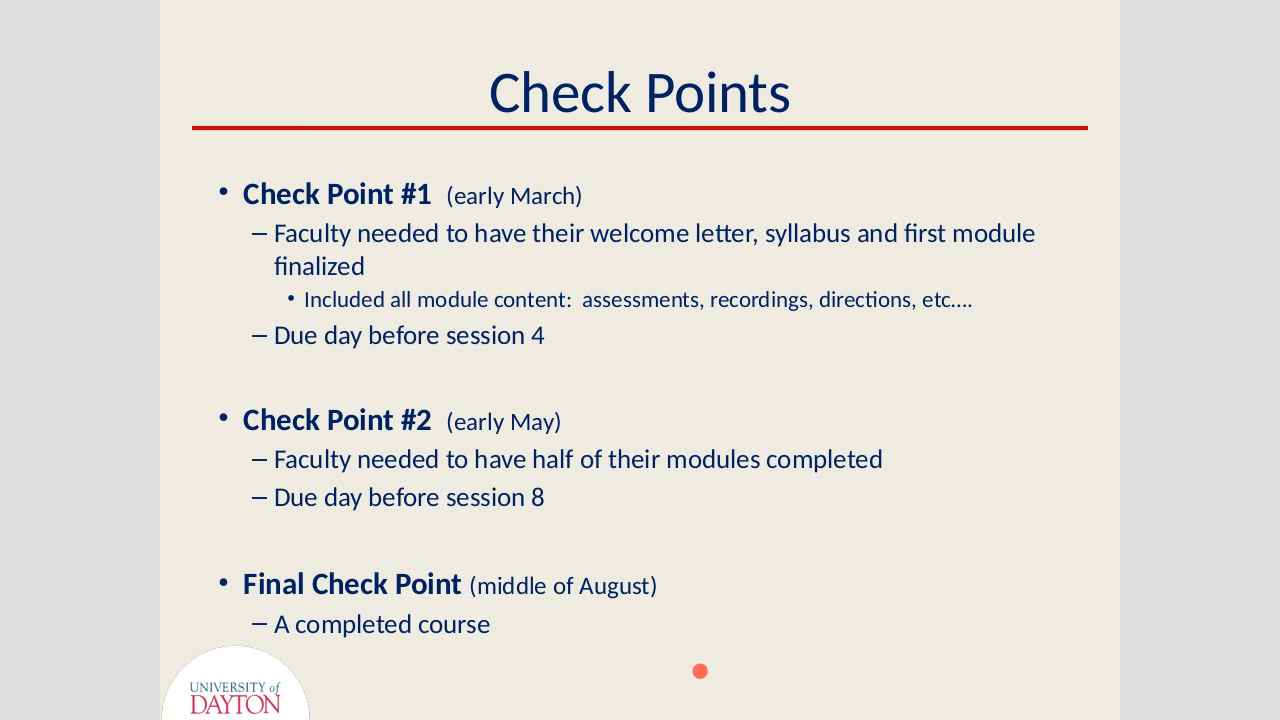 Check Points
• Check Point #1  (early March)
– Faculty needed to have their welcome letter, syllabus and first module
finalized
• Included all module content:  assessments, recordings, directions, etc….
– Due day before session 4
• Check Point #2  (early May)
– Faculty needed to have half of their modules completed
– Due day before session 8
• Final Check Point (middle of August)
– A completed course
UNIVERSITY of
DAYTON